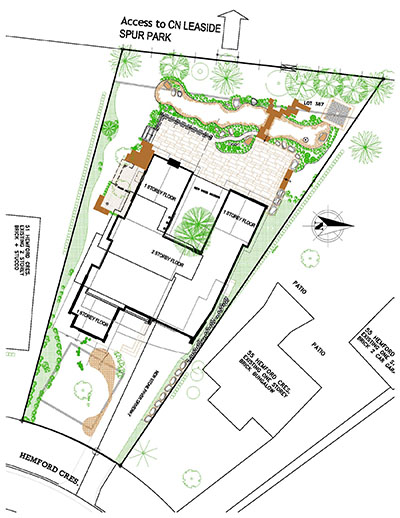 Access to CN LEASIDE
SPUR PARK
LOT 387
1 STOREY FLOOR
1 STOREY FLOOR
2 STOREY FLOOR
1 STOREY FLOOR
51 HEMFORD CRES.
EXISTING 2 STOREY
BRICK + STUCCO
PATIO
PATIO
55 HEMFORD CRES.
EXISTING ONE STOREY
BRICK BUNGALOW
55 HEMFORD
EXISTING ONE S
BRICK 2 CAR GAR
HEMFORD CRES.